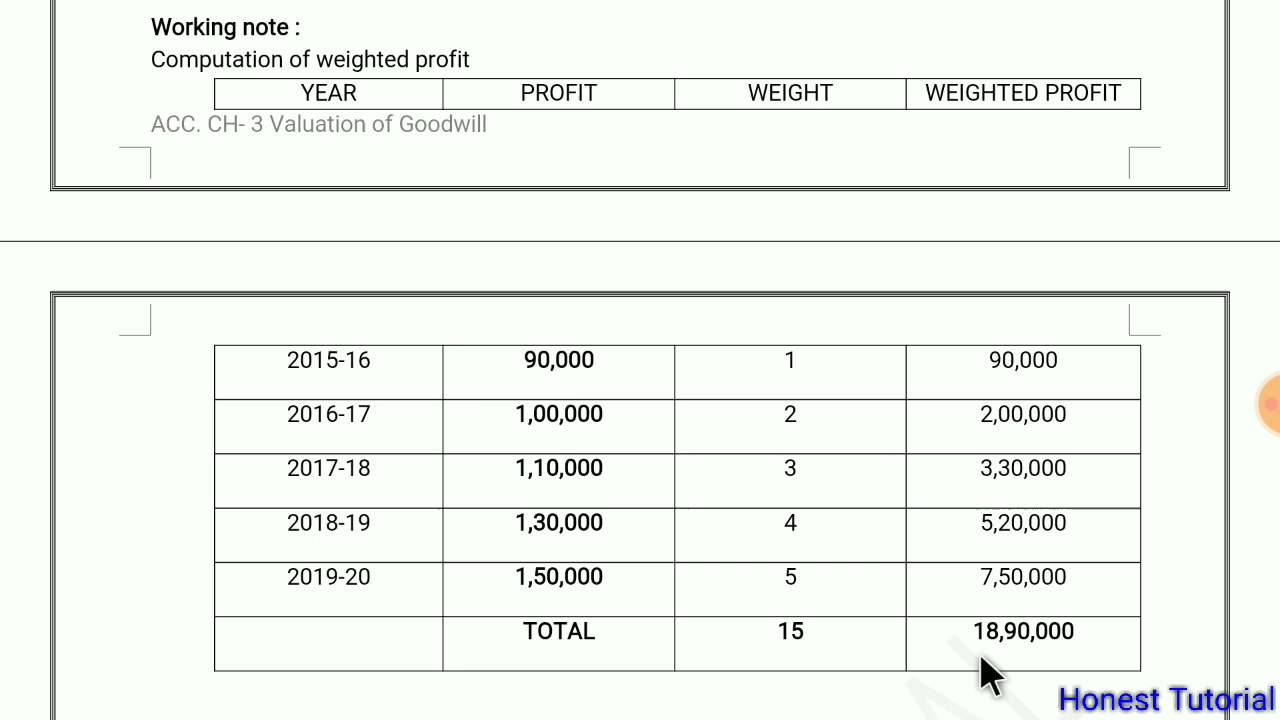 Working note :
Computation of weighted profit
YEAR PROFIT WEIGHT WEIGHTED PROFIT
ACC. CH- 3 Valuation of Goodwill
2015-16 90,000 1 90,000
2016-17 1,00,000 2 2,00,000
2017-18 1,10,000 3 3,30,000
2018-19 1,30,000 4 5,20,000
2019-20 1,50,000 5 7,50,000
TOTAL 15 18,90,000
Honest Tutorial